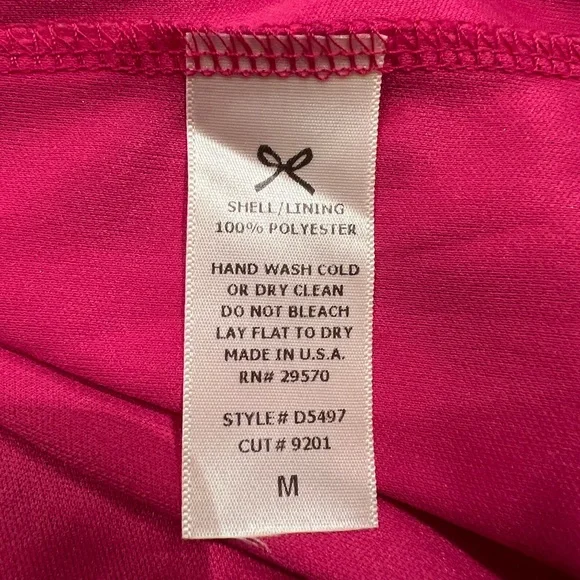 SHELL/LINING
100% POLYESTER
HAND WASH COLD
OR DRY CLEAN
DO NOT BLEACH
LAY FLAT TO DRY
MADE IN U.S.A.
RN# 29570
STYLE# D5497
CUT# 9201
M